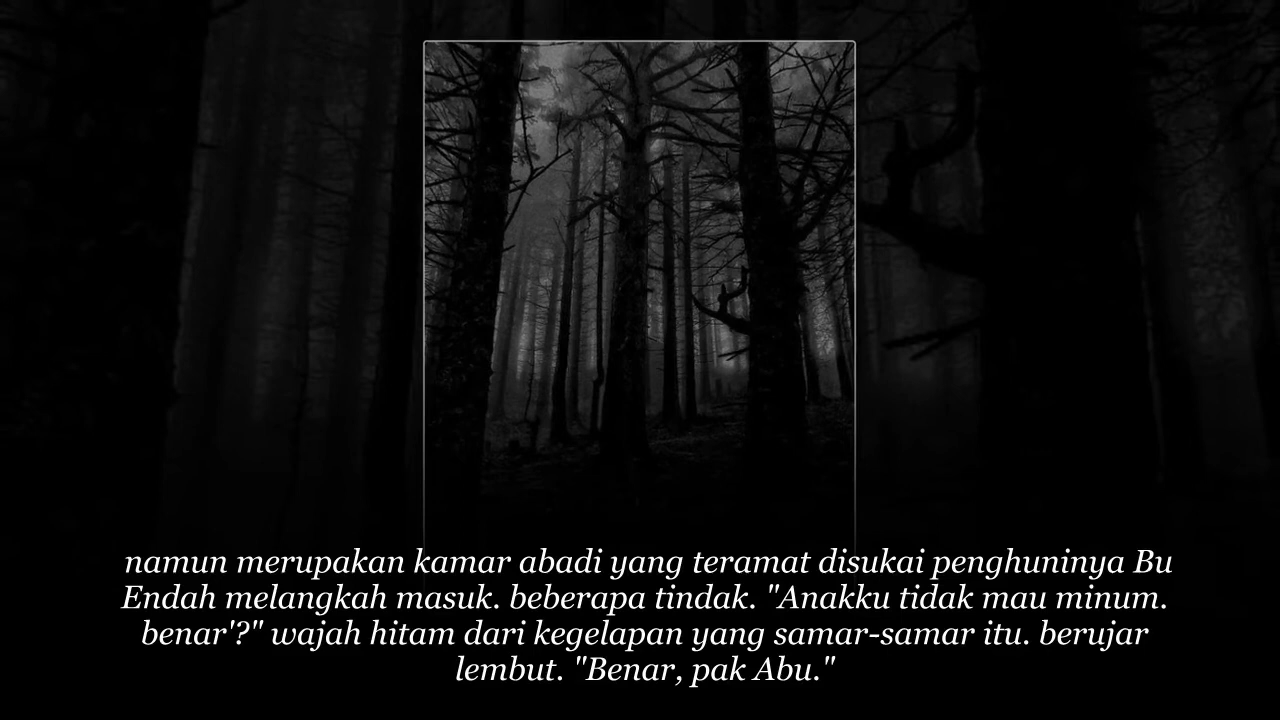 namun merupakan kamar abadi yang teramat disukai penghuninya Bu
Endah melangkah masuk. beberapa tindak. "Anakku tidak mau minum.
benar'?" wajah hitam dari kegelapan yang samar-samar itu. berujar
lembut. "Benar, pak Abu."